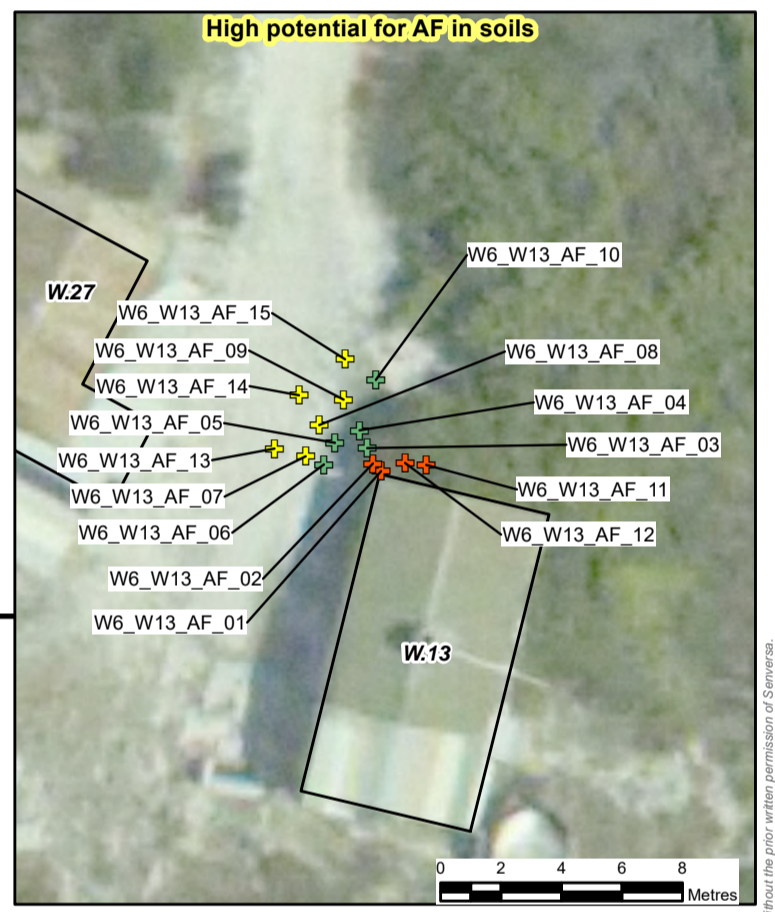 High potential for AF in soils
W6_W13_AF_10
W.27
W6_W13_AF_15
W6_W13_AF_09
W6_W13_AF_08
W6_W13_AF_14
W6_W13_AF_04
W6_W13_AF_05
W6_W13_AF_03
W6_W13_AF_13
W6_W13_AF_11
W6_W13_AF_07
W6_W13_AF_06
W6_W13_AF_12
W6_W13_AF_02
W6_W13_AF_01
W.13
0 2 4 6 8
Metres
the prior written permission of Senversa.